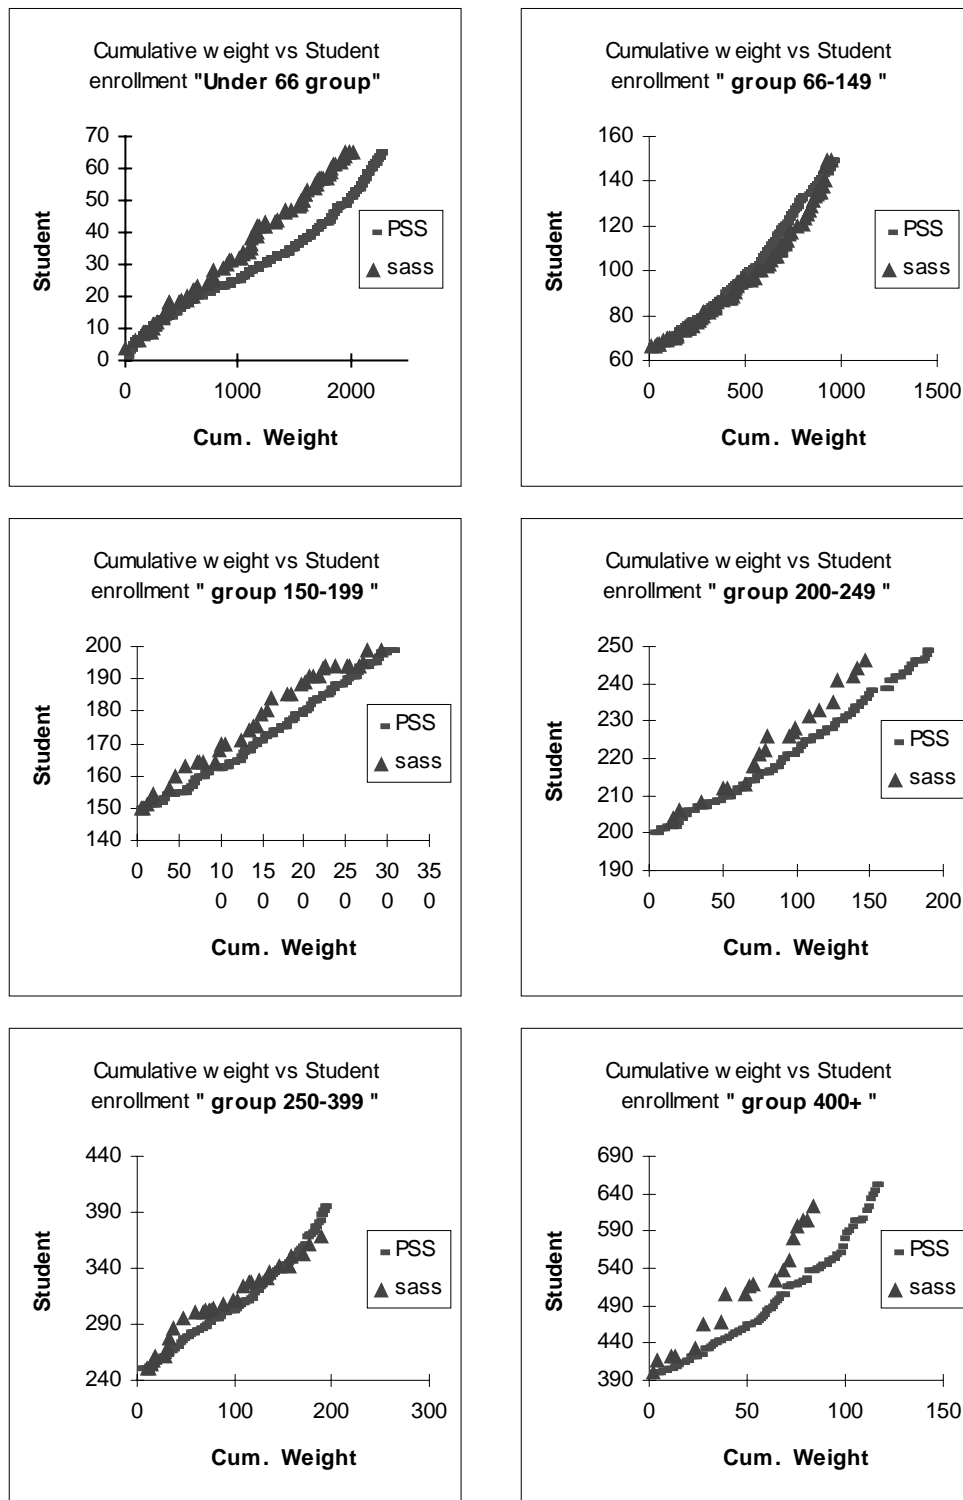 Cumulative weight vs Student
enrollment "Under 66 group"
70
60
50
40
30
20
10
0
Student
PSS
sass
0 1000 2000
Cum. Weight
Cumulative weight vs Student
enrollment " group 66-149 "
160
140
120
100
80
60
Student
PSS
sass
0 500 1000 1500
Cum. Weight
Cumulative weight vs Student
enrollment " group 150-199 "
200
190
180
170
160
150
140
Student
PSS
sass
0 50 10 15 20 25 30 35
0 0 0 0 0 0
Cum. Weight
Cumulative weight vs Student
enrollment " group 200-249 "
250
240
230
220
210
200
190
Student
PSS
sass
0 50 100 150 200
Cum. Weight
Cumulative weight vs Student
enrollment " group 250-399 "
440
390
340
290
240
Student
PSS
sass
0 100 200 300
Cum. Weight
Cumulative weight vs Student
enrollment " group 400+ "
690
640
590
540
490
440
390
Student
PSS
sass
0 50 100 150
Cum. Weight